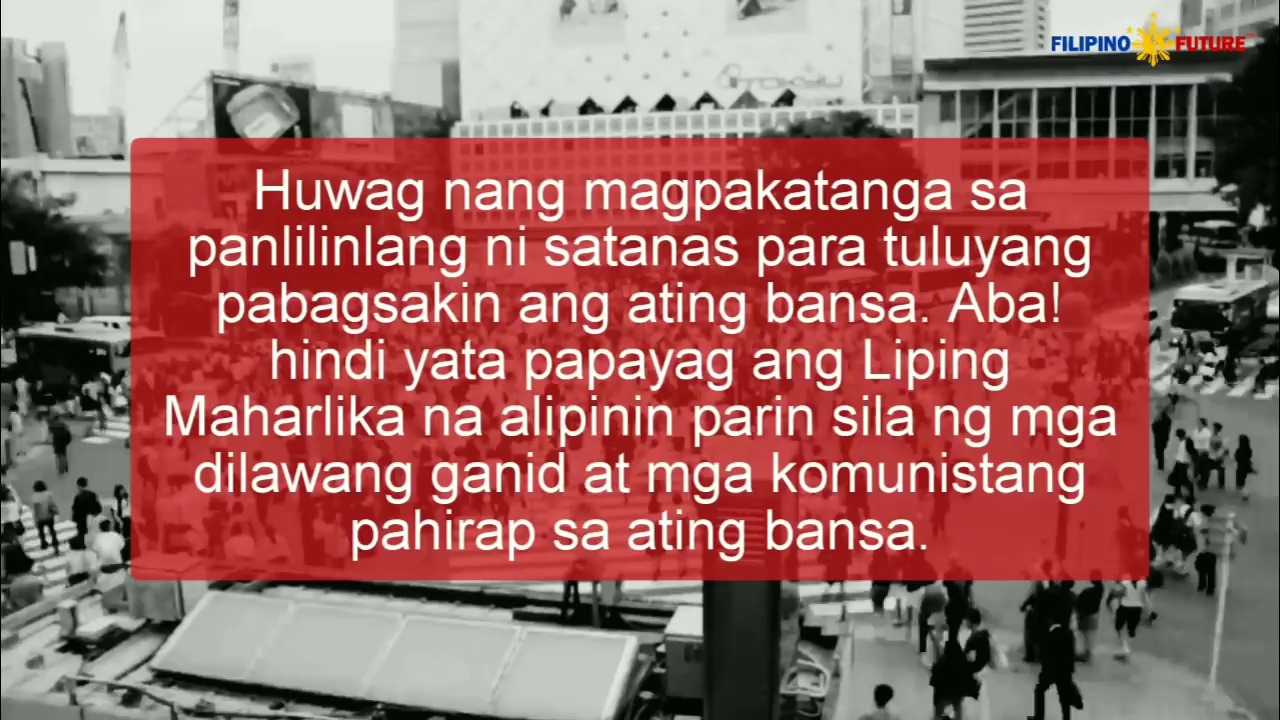 FILIPINO FUTURE
Huwag nang magpakatanga sa
panlilinlang ni satanas para tuluyang
pabagsakin ang ating bansa. Aba!
hindi yata papayag ang Liping
Maharlika na alipinin parin sila ng mga
dilawang ganid at mga komunistang
pahirap sa ating bansa.